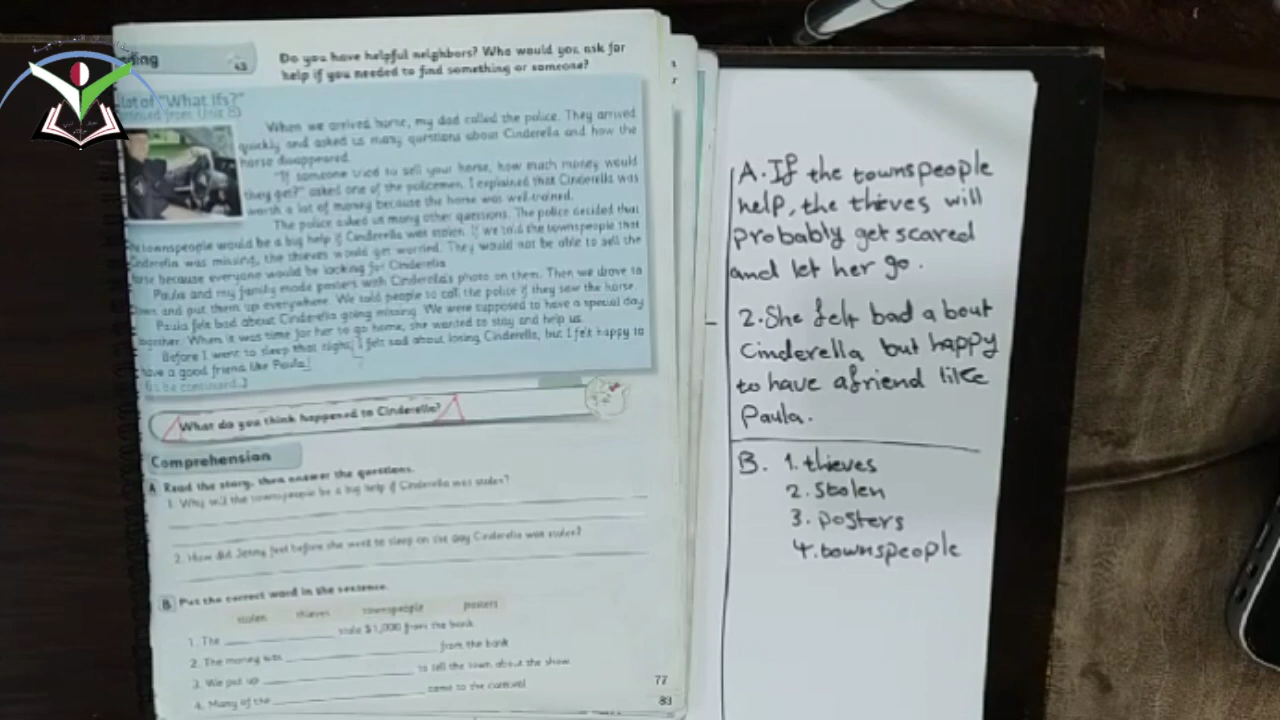 ding 43
Do you have helpful neighbors? Who would you ask for
help if you needed to find something or someone?
lot of "What Ifs?"
from Unit 8)
When we arrived home, my dad called the police. They arrived
quickly and asked us many questions about Cinderella and how the
horse disappeared.
"If someone tried to sell your horse, how much money would
they get?" asked one of the policemen. I explained that Cinderella was
worth a lot of money because the horse was well-trained.
The police asked us many other questions. The police decided that
townspeople would be a big help if Cinderella was stolen. If we told the townspeople that
Cinderella was missing, the thieves would get worried. They would not be able to sell the
horse because everyone would be looking for Cinderella.
Paula and my family made posters with Cinderella's photo on them. Then we drove to
town and put them up everywhere. We told people to call the police if they saw the horse.
Paula felt bad about Cinderella going missing. We were supposed to have a special day
together. When it was time for her to go home, she wanted to stay and help us.
Before I went to sleep that night, I felt sad about losing Cinderella, but I felt happy to
have a good friend like Paula!
(to be continued...)
What do you think happened to Cinderella?
Comprehension
A Read the story, then answer the questions.
1. Why will the townspeople be a big help if Cinderella was stolen?
2. How did Jenny feel before she went to sleep on the day Cinderella was stolen?
B Put the correct word in the sentence.
stolen thieves townspeople posters
1. The stole $1,000 from the bank.
2. The money was from the bank.
3. We put up to tell the town about the show.
4. Many of the came to the carnival.
77
83
A. If the townspeople
help, the thieves will
probably get scared
and let her go.
2. She felt bad a bout
Cinderella but happy
to have a friend like
Paula.
B. 1. thieves
2. Stolen
3. posters
4. townspeople